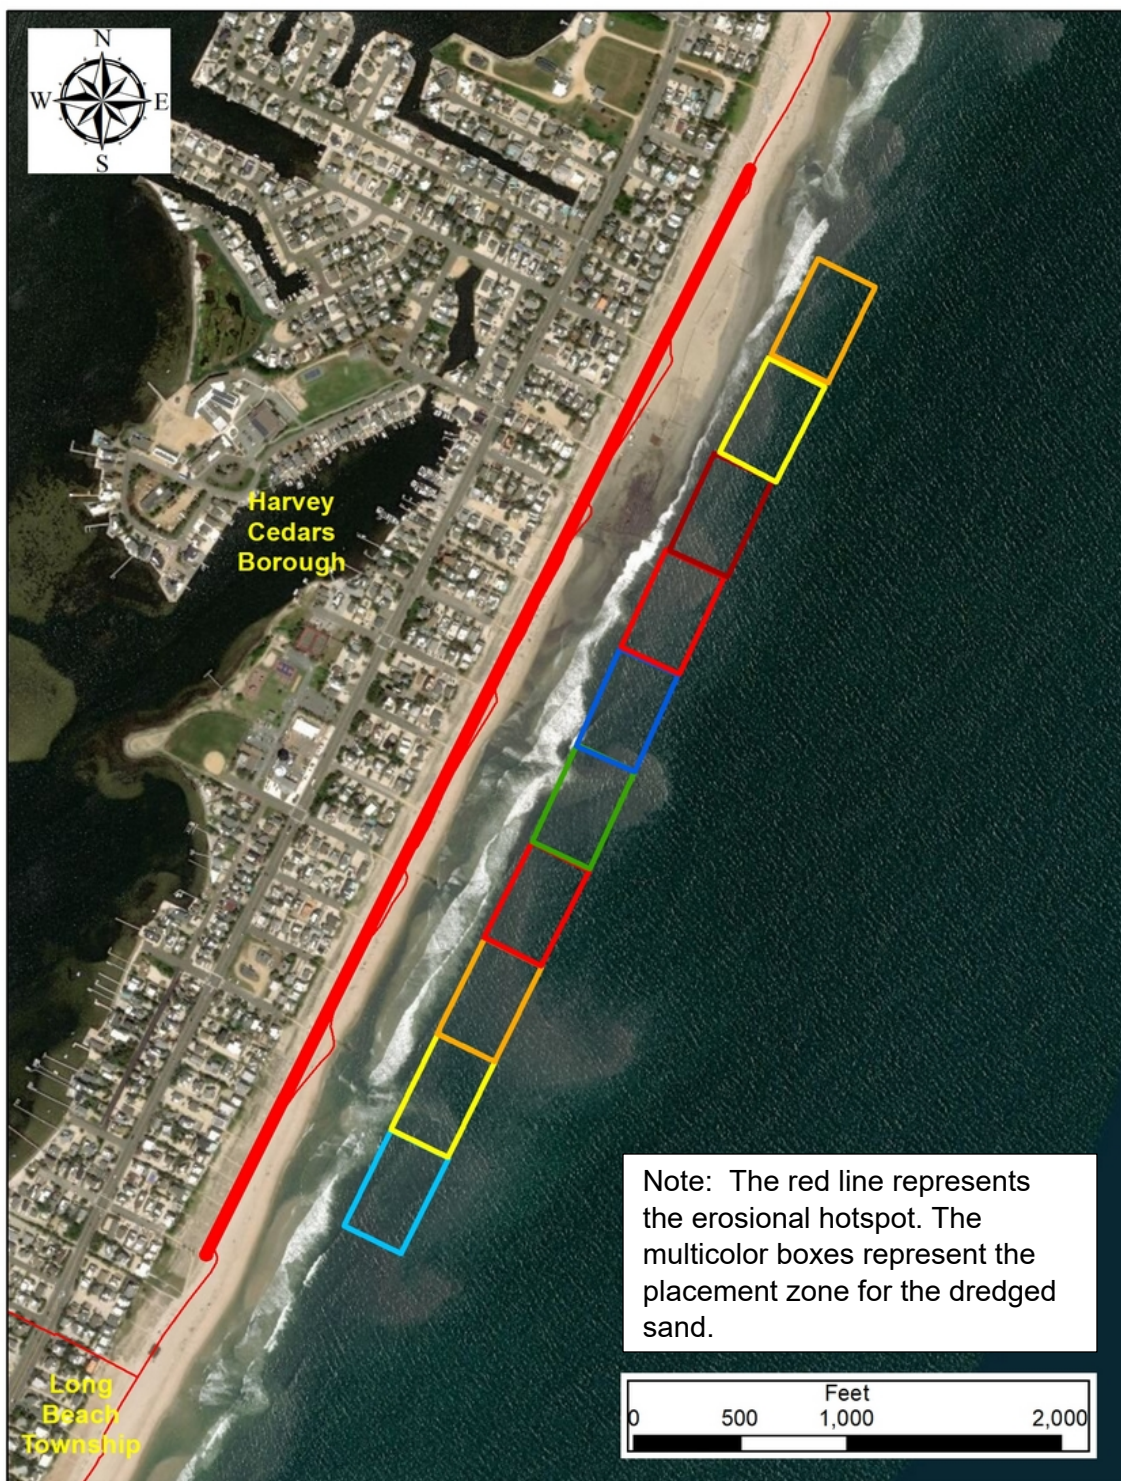 N
W E
S
Harvey
Cedars
Borough
Note: The red line represents
the erosional hotspot. The
multicolor boxes represent the
placement zone for the dredged
sand.
Long
Beach
Township
Feet
0 500 1,000 2,000